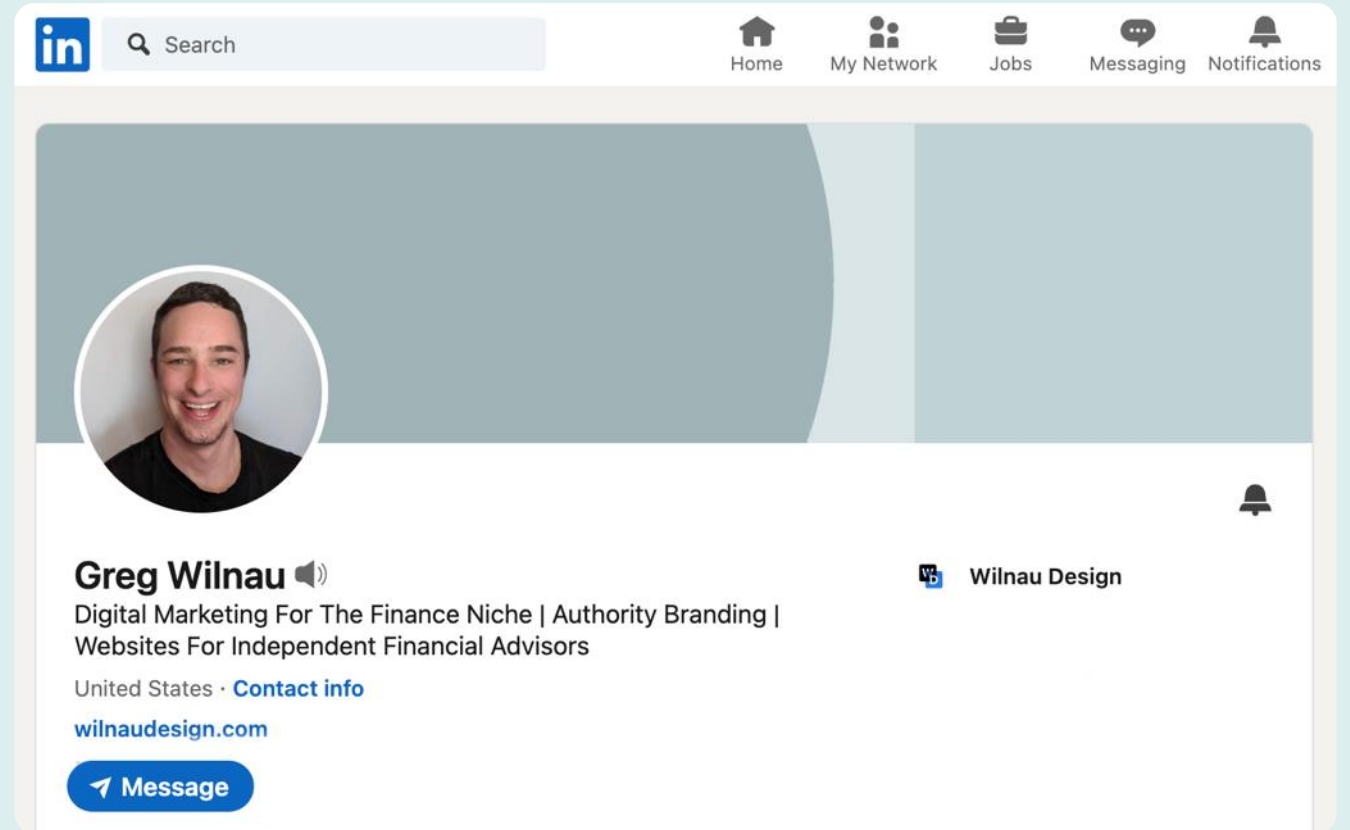 in
Search
Home
My Network
Jobs
Messaging
Notifications
Greg Wilnau
WD
Wilnau Design
Digital Marketing For The Finance Niche | Authority Branding |
Websites For Independent Financial Advisors
United States · Contact info
wilnaudesign.com
Message